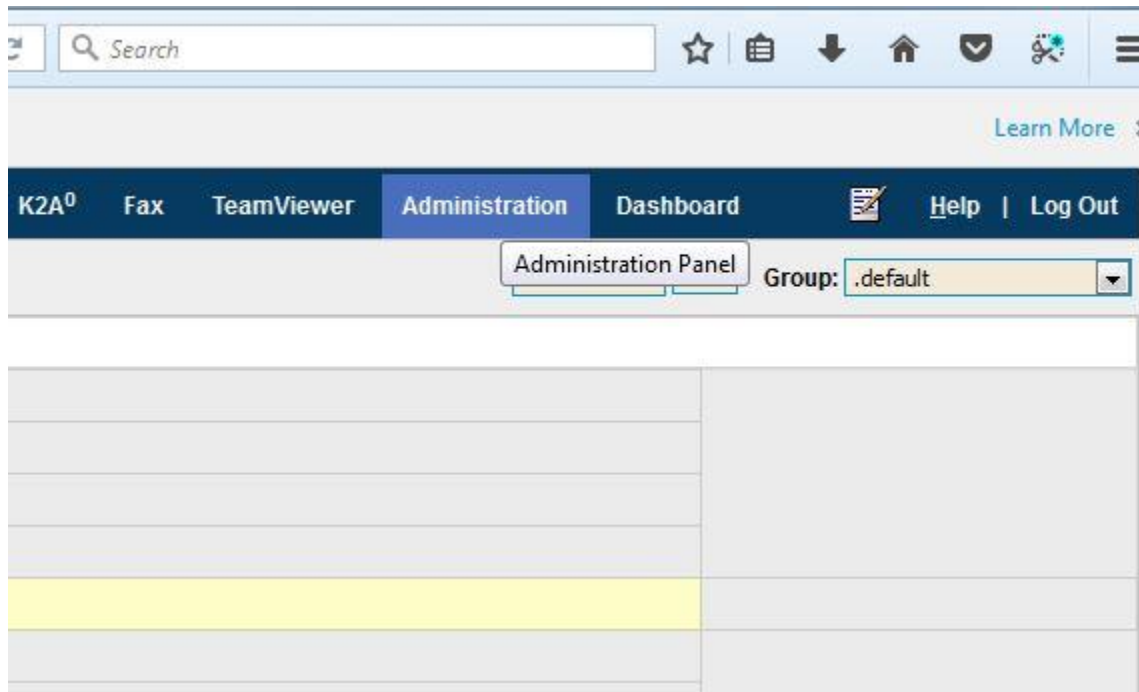 Search
Learn More
K2A⁰ Fax TeamViewer Administration Dashboard Help | Log Out
Administration Panel Group: .default